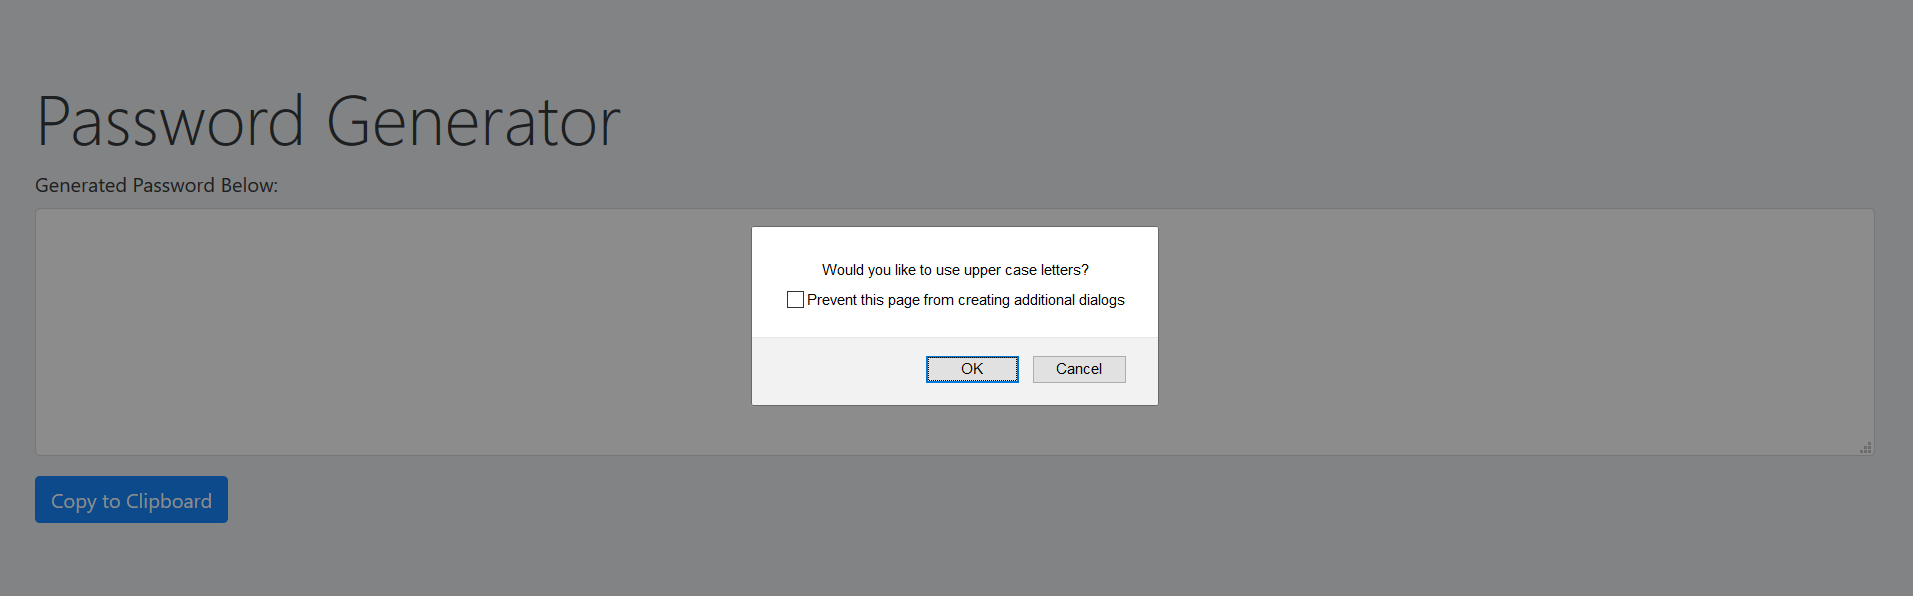 Password Generator
Generated Password Below:
Would you like to use upper case letters?
Prevent this page from creating additional dialogs
OK
Cancel
Copy to Clipboard